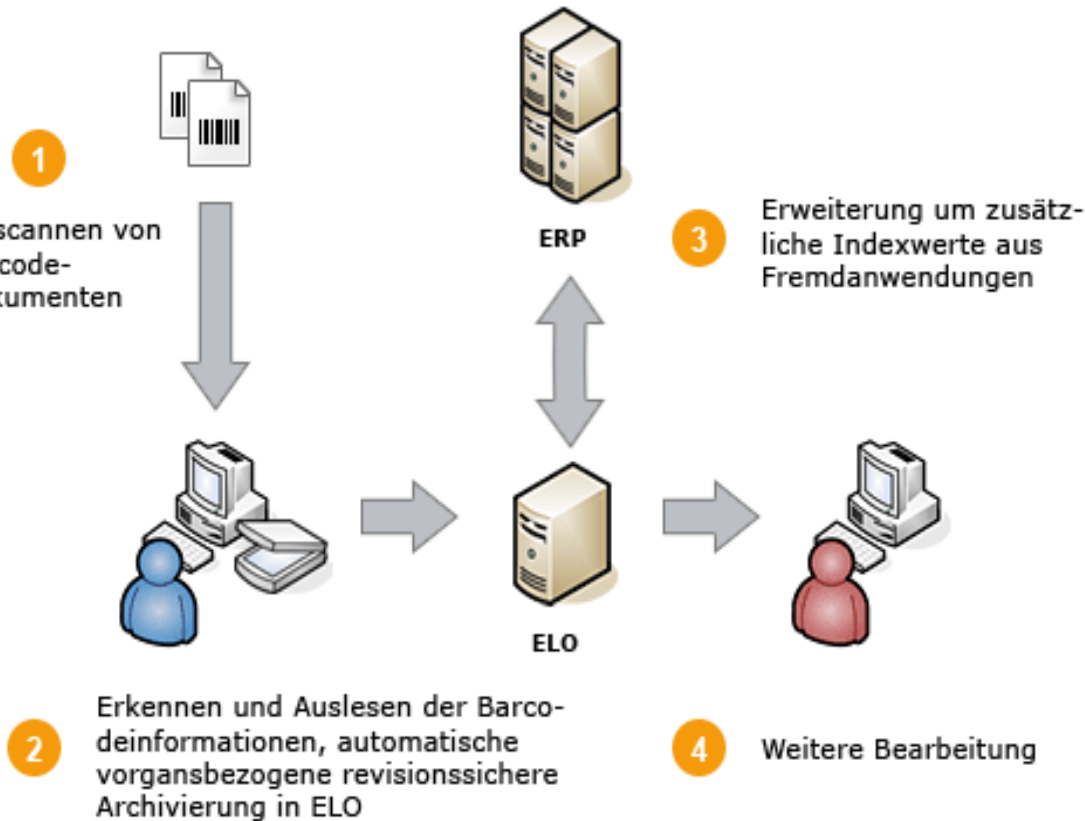 1
scannen von
code-
kumenten
ERP
3
Erweiterung um zusätz-
liche Indexwerte aus
Fremdanwendungen
ELO
2
Erkennen und Auslesen der Barco-
deinformationen, automatische
vorgansbezogene revisionssichere
Archivierung in ELO
4
Weitere Bearbeitung